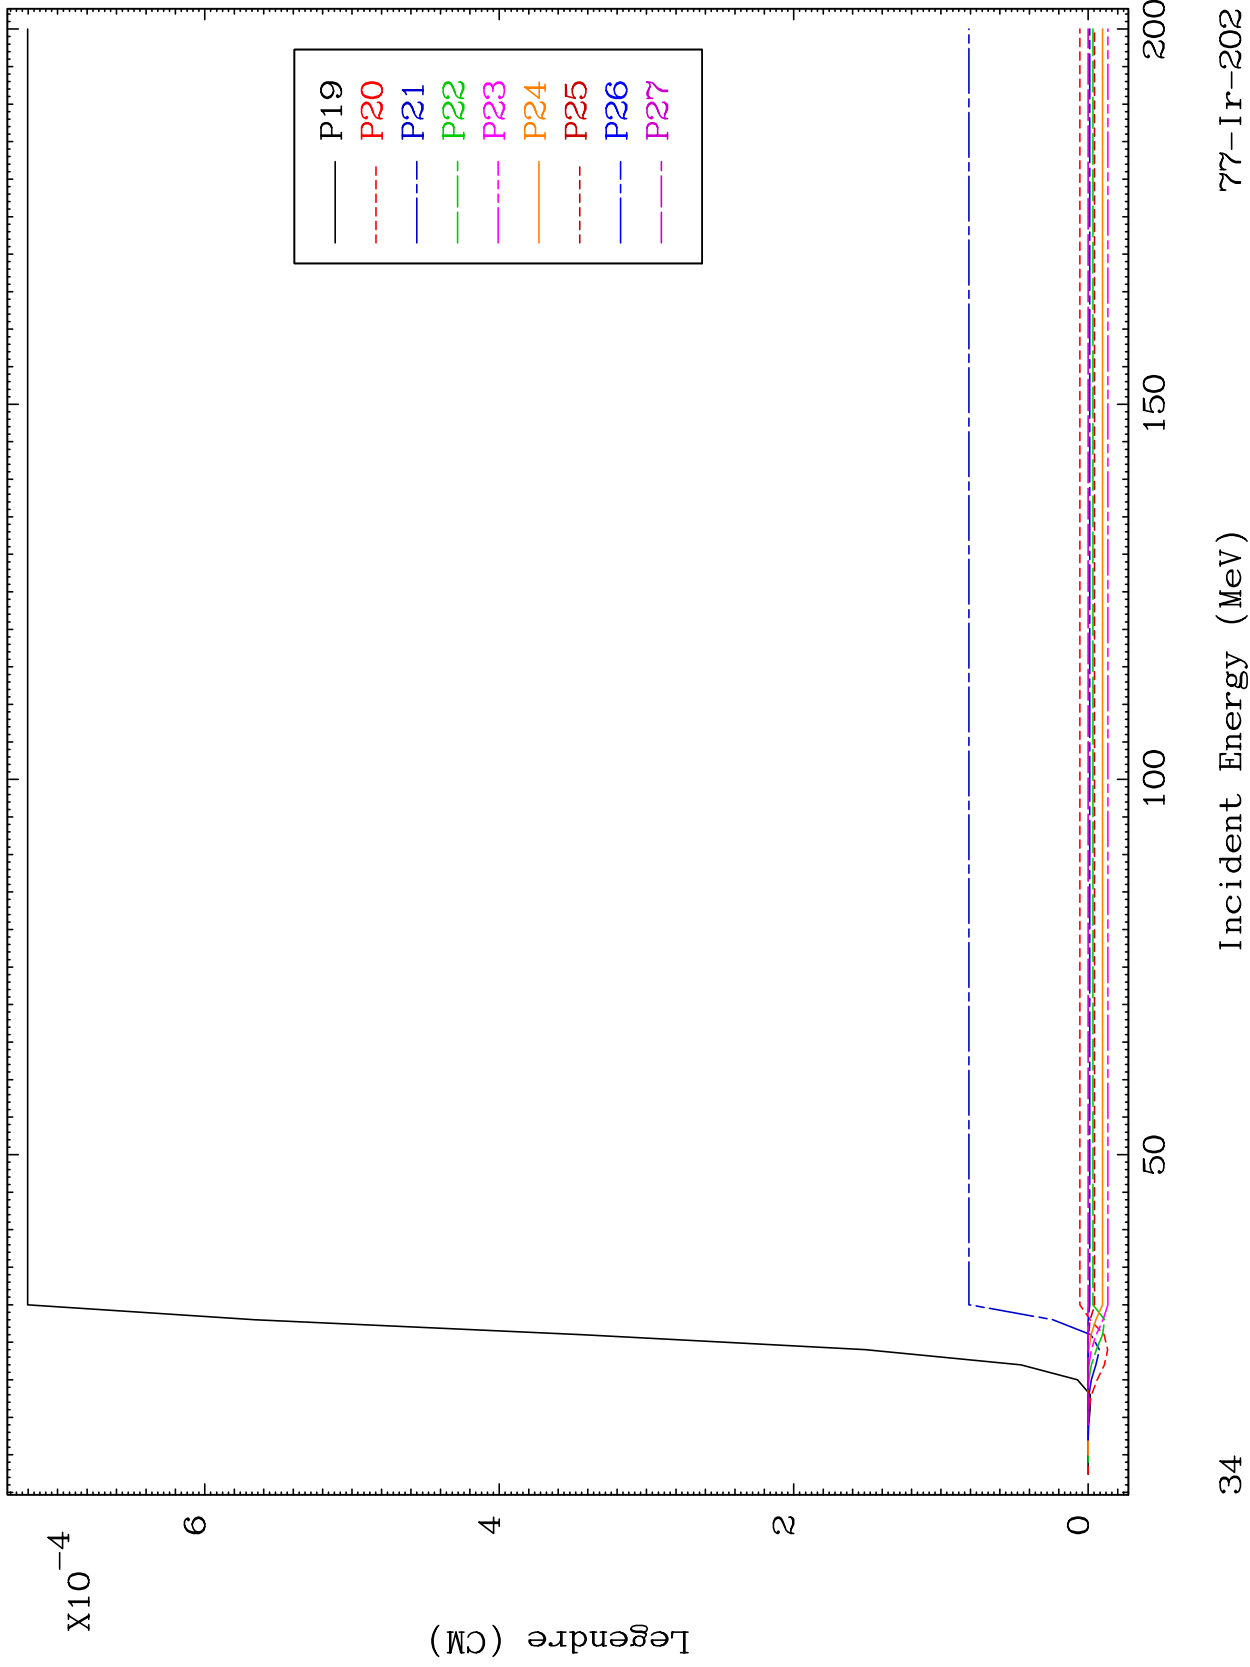 X10^-4
6
4
2
0
Legendre (CM)
P19
P20
P21
P22
P23
P24
P25
P26
P27
50
100
150
200
Incident Energy (MeV)
34
77-Ir-202